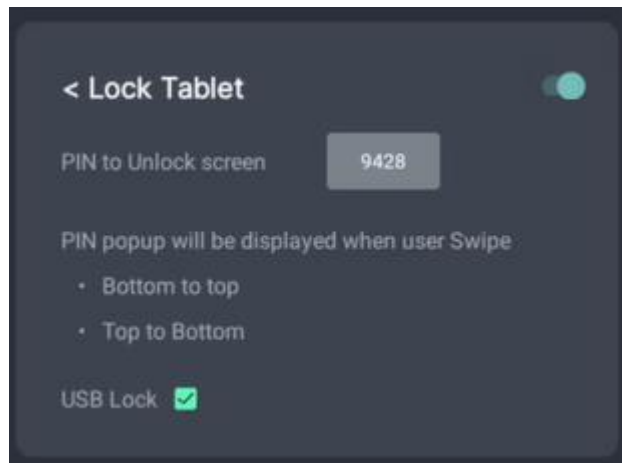 < Lock Tablet
PIN to Unlock screen 9428
PIN popup will be displayed when user Swipe
• Bottom to top
• Top to Bottom
USB Lock